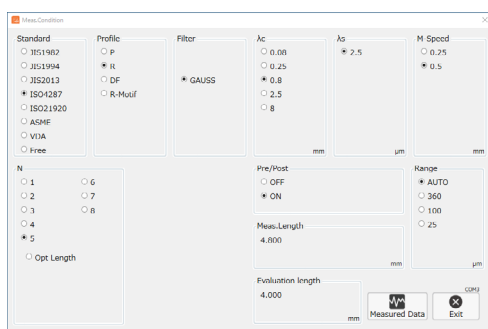 Meas.Condition
Standard
JIS1982
JIS1994
JIS2013
ISO4287
ISO21920
ASME
VDA
Free
Profile
P
R
DF
R-Motif
Filter
GAUSS
λc
0.08
0.25
0.8
2.5
8
mm
λs
2.5
μm
M-Speed
0.25
0.5
mm
N
1
2
3
4
5
6
7
8
Opt Length
Pre/Post
OFF
ON
Range
AUTO
360
100
25
μm
Meas.Length
4.800
mm
Evaluation length
4.000
mm
Measured Data
COM3
Exit